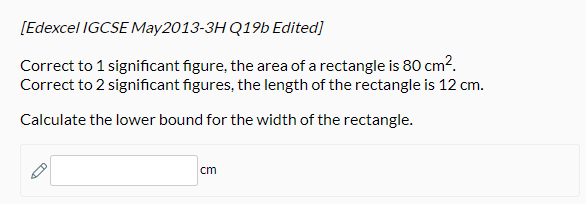 [Edexcel IGCSE May2013-3H Q19b Edited]
Correct to 1 significant figure, the area of a rectangle is 80 cm².
Correct to 2 significant figures, the length of the rectangle is 12 cm.
Calculate the lower bound for the width of the rectangle.
cm